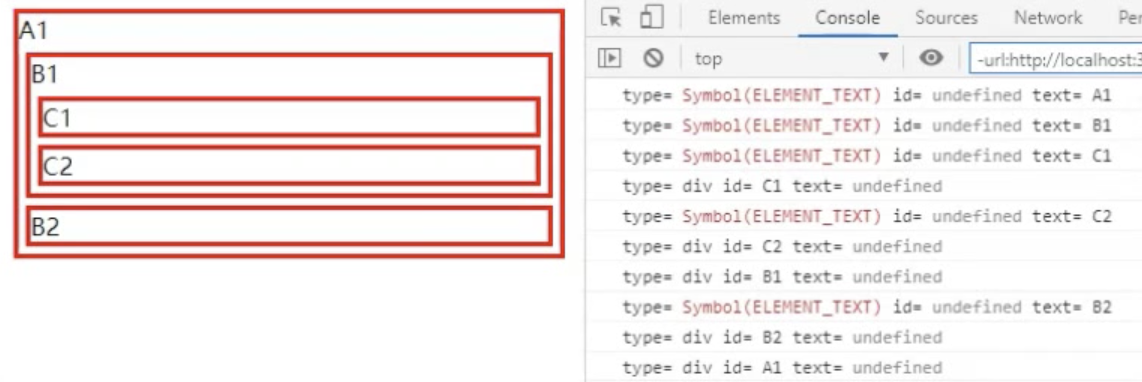 A1
B1
C1
C2
B2
Elements Console Sources Network
top -url:http://localhost:3
type= Symbol(ELEMENT_TEXT) id= undefined text= A1
type= Symbol(ELEMENT_TEXT) id= undefined text= B1
type= Symbol(ELEMENT_TEXT) id= undefined text= C1
type= div id= C1 text= undefined
type= Symbol(ELEMENT_TEXT) id= undefined text= C2
type= div id= C2 text= undefined
type= div id= B1 text= undefined
type= Symbol(ELEMENT_TEXT) id= undefined text= B2
type= div id= B2 text= undefined
type= div id= A1 text= undefined